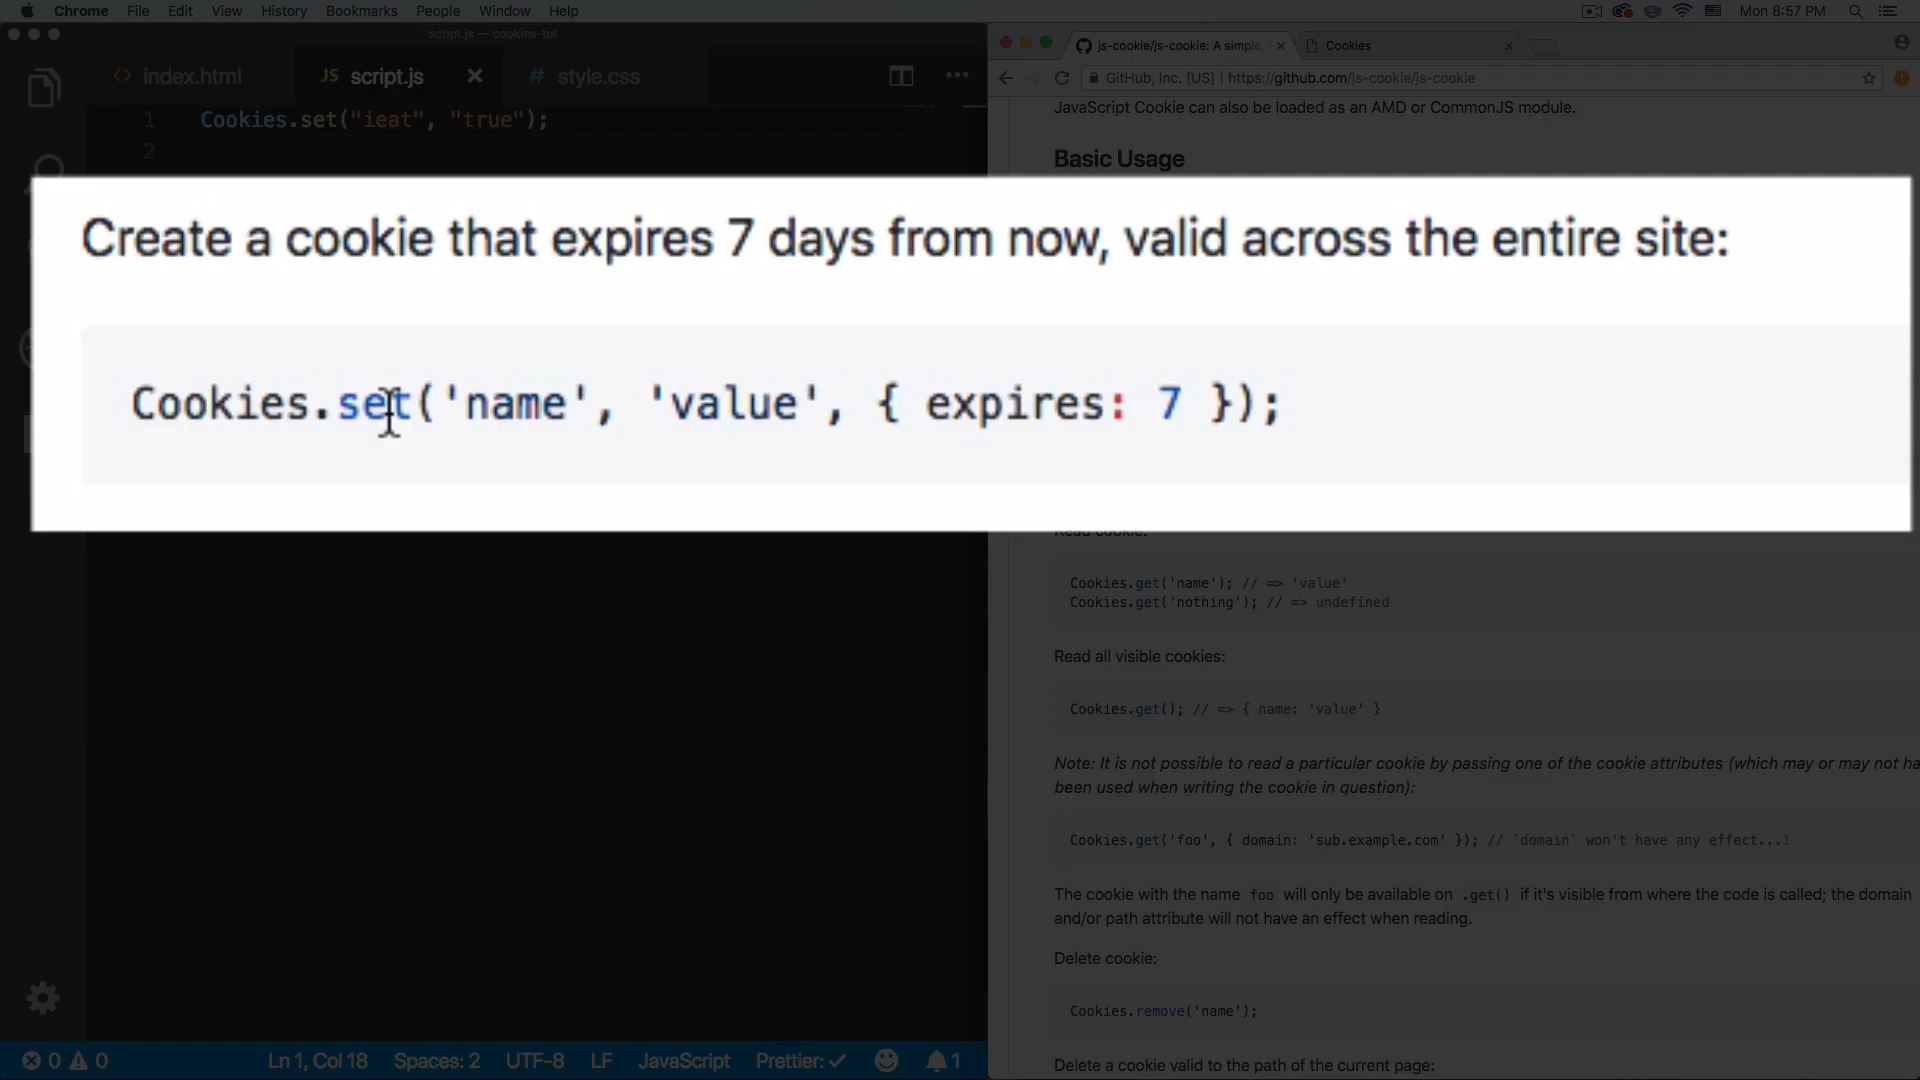 Chrome File Edit View History Bookmarks People Window Help Mon 8:57 PM
script.js — cookies-tut
index.html JS script.js # style.css
1 Cookies.set("ieat", "true");
2
js-cookie/js-cookie: A simple, Cookies
GitHub, Inc. [US] https://github.com/js-cookie/js-cookie
JavaScript Cookie can also be loaded as an AMD or CommonJS module.
Basic Usage
Create a cookie that expires 7 days from now, valid across the entire site:
Cookies.set('name', 'value', { expires: 7 });
Read cookie:
Cookies.get('name'); // => 'value'
Cookies.get('nothing'); // => undefined
Read all visible cookies:
Cookies.get(); // => { name: 'value' }
Note: It is not possible to read a particular cookie by passing one of the cookie attributes (which may or may not ha
been used when writing the cookie in question):
Cookies.get('foo', { domain: 'sub.example.com' }); // `domain` won't have any effect...!
The cookie with the name foo will only be available on .get() if it's visible from where the code is called; the domain
and/or path attribute will not have an effect when reading.
Delete cookie:
Cookies.remove('name');
Delete a cookie valid to the path of the current page:
0 0 Ln 1, Col 18 Spaces: 2 UTF-8 LF JavaScript Prettier: ✓ 1